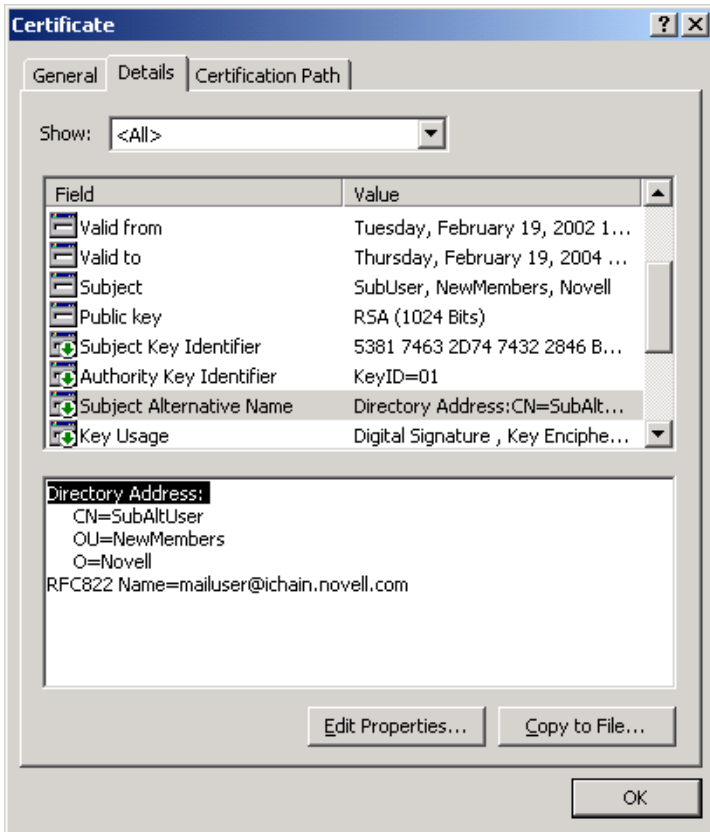 Certificate
General Details Certification Path
Show: <All>
Field Value
Valid from Tuesday, February 19, 2002 1...
Valid to Thursday, February 19, 2004 ...
Subject SubUser, NewMembers, Novell
Public key RSA (1024 Bits)
Subject Key Identifier 5381 7463 2D74 7432 2846 B...
Authority Key Identifier KeyID=01
Subject Alternative Name Directory Address:CN=SubAlt...
Key Usage Digital Signature , Key Enciphe...
Directory Address:
CN=SubAltUser
OU=NewMembers
O=Novell
RFC822 Name=mailuser@ichain.novell.com
Edit Properties... Copy to File...
OK